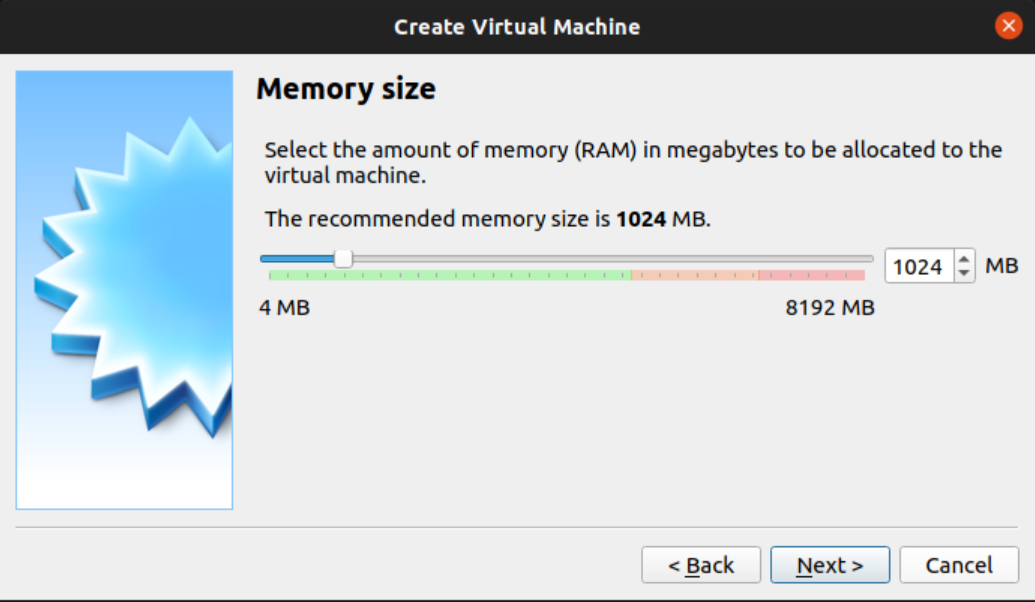 Create Virtual Machine
Memory size
Select the amount of memory (RAM) in megabytes to be allocated to the
virtual machine.
The recommended memory size is 1024 MB.
1024 MB
4 MB 8192 MB
< Back Next > Cancel